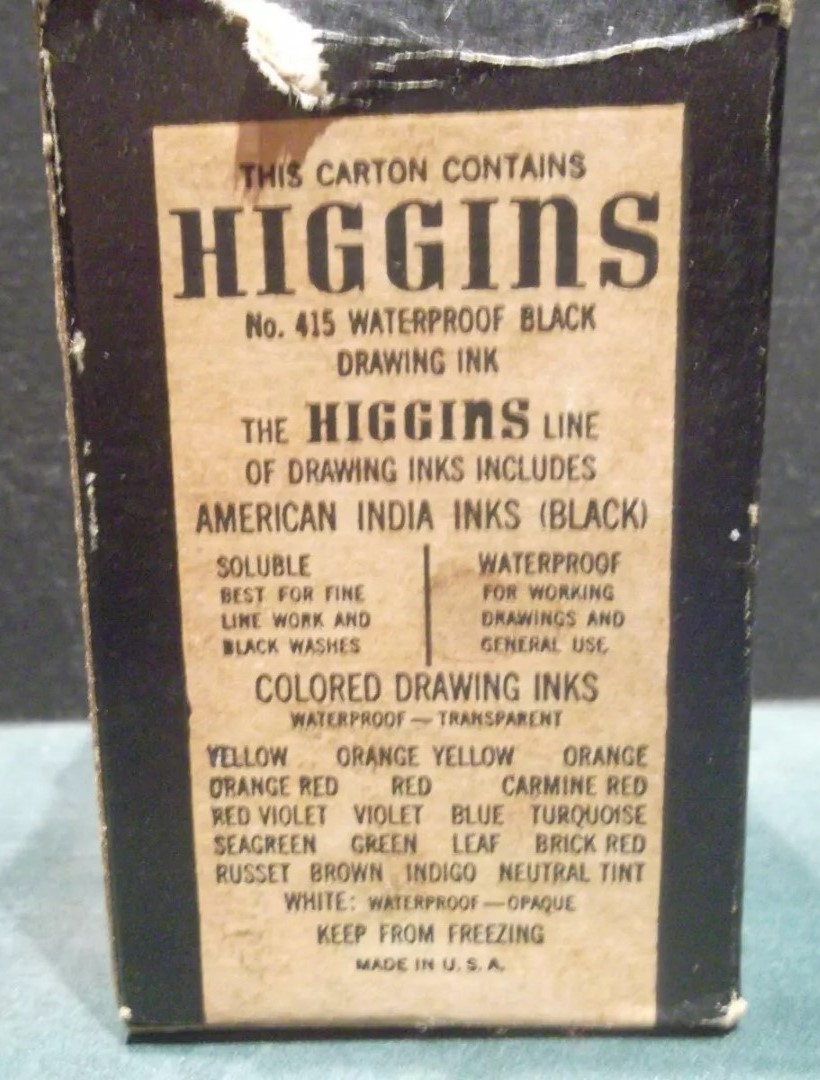 THIS CARTON CONTAINS
HIGGINS
No. 415 WATERPROOF BLACK
DRAWING INK
THE HIGGINS LINE
OF DRAWING INKS INCLUDES
AMERICAN INDIA INKS (BLACK)
SOLUBLE
BEST FOR FINE
LINE WORK AND
BLACK WASHES
WATERPROOF
FOR WORKING
DRAWINGS AND
GENERAL USE
COLORED DRAWING INKS
WATERPROOF — TRANSPARENT
YELLOW ORANGE YELLOW ORANGE
ORANGE RED RED CARMINE RED
RED VIOLET VIOLET BLUE TURQUOISE
SEAGREEN GREEN LEAF BRICK RED
RUSSET BROWN INDIGO NEUTRAL TINT
WHITE: WATERPROOF — OPAQUE
KEEP FROM FREEZING
MADE IN U. S. A.